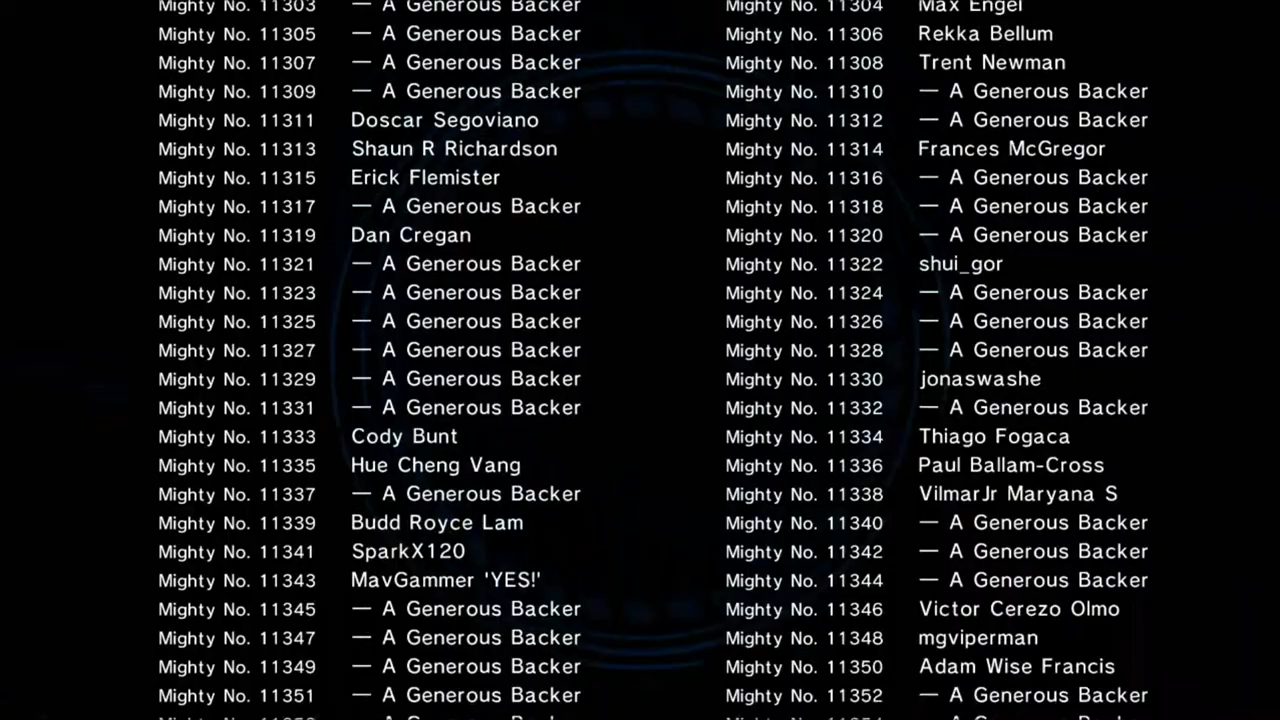 Mighty No. 11303 — A Generous Backer Mighty No. 11304 Max Engel
Mighty No. 11305 — A Generous Backer Mighty No. 11306 Rekka Bellum
Mighty No. 11307 — A Generous Backer Mighty No. 11308 Trent Newman
Mighty No. 11309 — A Generous Backer Mighty No. 11310 — A Generous Backer
Mighty No. 11311 Doscar Segoviano Mighty No. 11312 — A Generous Backer
Mighty No. 11313 Shaun R Richardson Mighty No. 11314 Frances McGregor
Mighty No. 11315 Erick Flemister Mighty No. 11316 — A Generous Backer
Mighty No. 11317 — A Generous Backer Mighty No. 11318 — A Generous Backer
Mighty No. 11319 Dan Cregan Mighty No. 11320 — A Generous Backer
Mighty No. 11321 — A Generous Backer Mighty No. 11322 shui_gor
Mighty No. 11323 — A Generous Backer Mighty No. 11324 — A Generous Backer
Mighty No. 11325 — A Generous Backer Mighty No. 11326 — A Generous Backer
Mighty No. 11327 — A Generous Backer Mighty No. 11328 — A Generous Backer
Mighty No. 11329 — A Generous Backer Mighty No. 11330 jonaswashe
Mighty No. 11331 — A Generous Backer Mighty No. 11332 — A Generous Backer
Mighty No. 11333 Cody Bunt Mighty No. 11334 Thiago Fogaca
Mighty No. 11335 Hue Cheng Vang Mighty No. 11336 Paul Ballam-Cross
Mighty No. 11337 — A Generous Backer Mighty No. 11338 VilmarJr Maryana S
Mighty No. 11339 Budd Royce Lam Mighty No. 11340 — A Generous Backer
Mighty No. 11341 SparkX120 Mighty No. 11342 — A Generous Backer
Mighty No. 11343 MavGammer 'YES!' Mighty No. 11344 — A Generous Backer
Mighty No. 11345 — A Generous Backer Mighty No. 11346 Victor Cerezo Olmo
Mighty No. 11347 — A Generous Backer Mighty No. 11348 mgviperman
Mighty No. 11349 — A Generous Backer Mighty No. 11350 Adam Wise Francis
Mighty No. 11351 — A Generous Backer Mighty No. 11352 — A Generous Backer